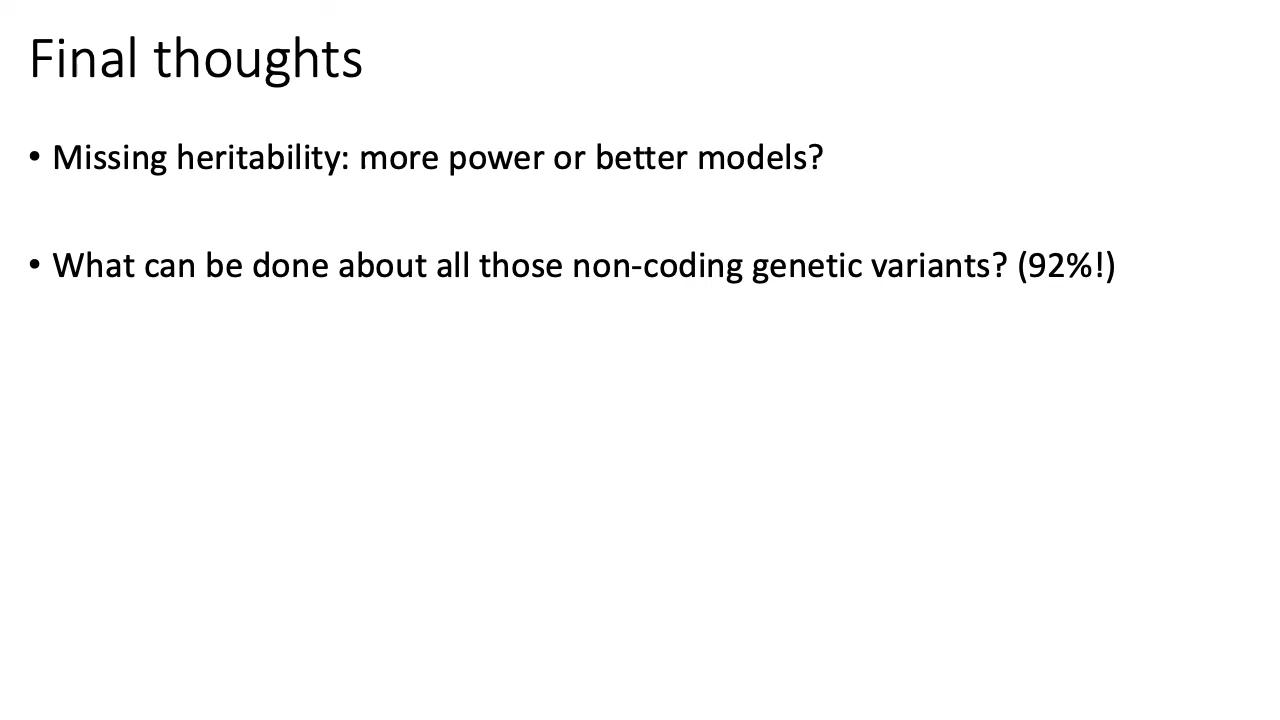 Final thoughts
• Missing heritability: more power or better models?
• What can be done about all those non-coding genetic variants? (92%!)